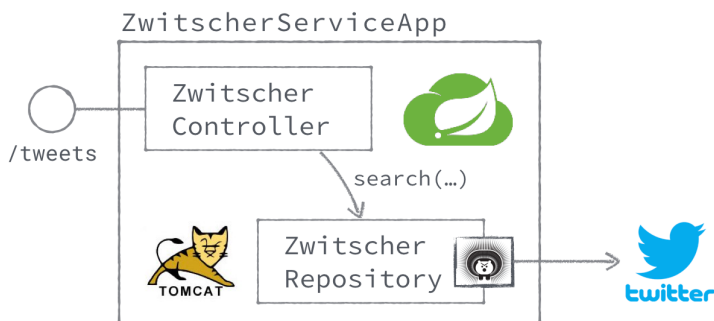 ZwitscherServiceApp
Zwitscher
Controller
/tweets
search(…)
Zwitscher
Repository
TOMCAT
twitter